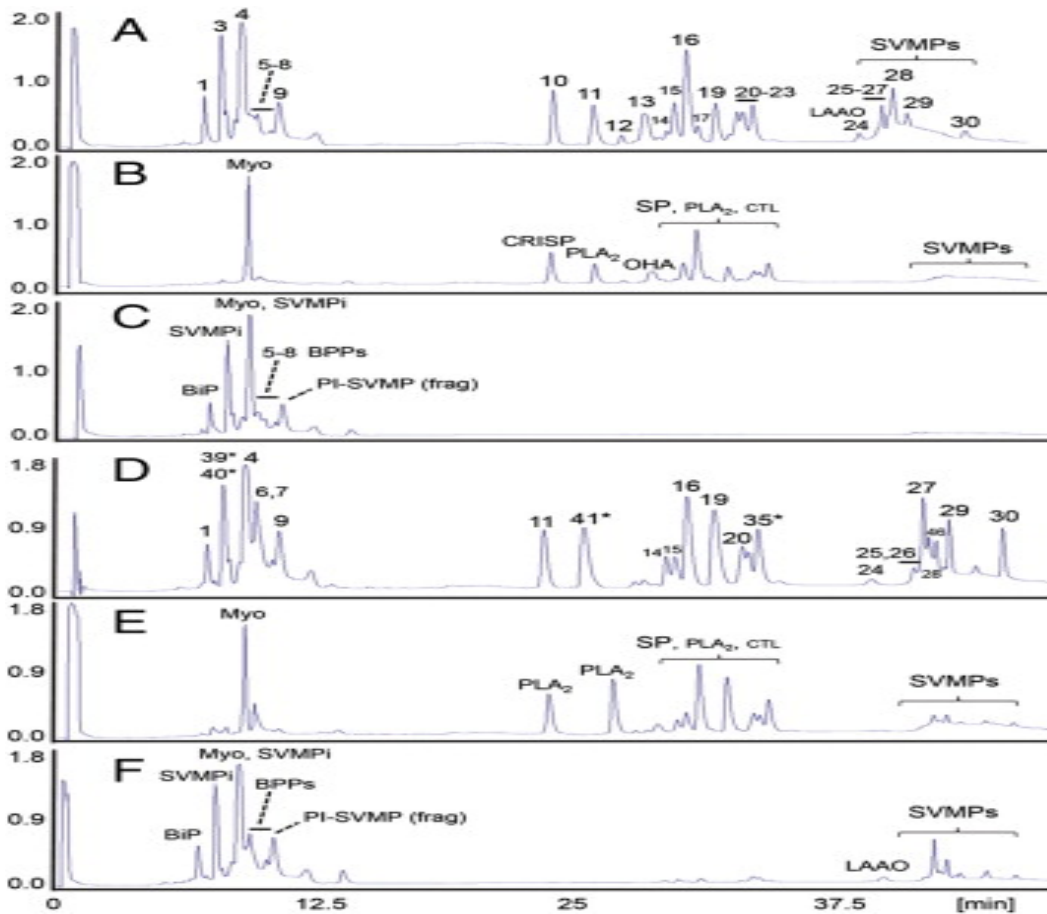 A
2.0
1.0
0.0
1 3 4 5-8 9 10 11 12 13 14 15 16 17 19 20-23
SVMPs
25-27 28
LAAO 29
24 30
B
2.0
1.0
0.0
Myo
CRISP PLA₂ OHA
SP, PLA₂, CTL
SVMPs
C
2.0
1.0
0.0
Myo, SVMPi
SVMPi
5-8 BPPs
BiP
PI-SVMP (frag)
D
1.8
0.9
0.0
39* 4
40*
6,7
1 9
11 41* 14 15 16 19 20 35*
27 46 29 30
25,26
24 28
E
1.8
0.9
0.0
Myo
PLA₂ PLA₂
SP, PLA₂, CTL
SVMPs
F
1.8
0.9
0.0
Myo, SVMPi
SVMPi
BPPs
BiP
PI-SVMP (frag)
SVMPs
LAAO
0 12.5 25 37.5 [min]